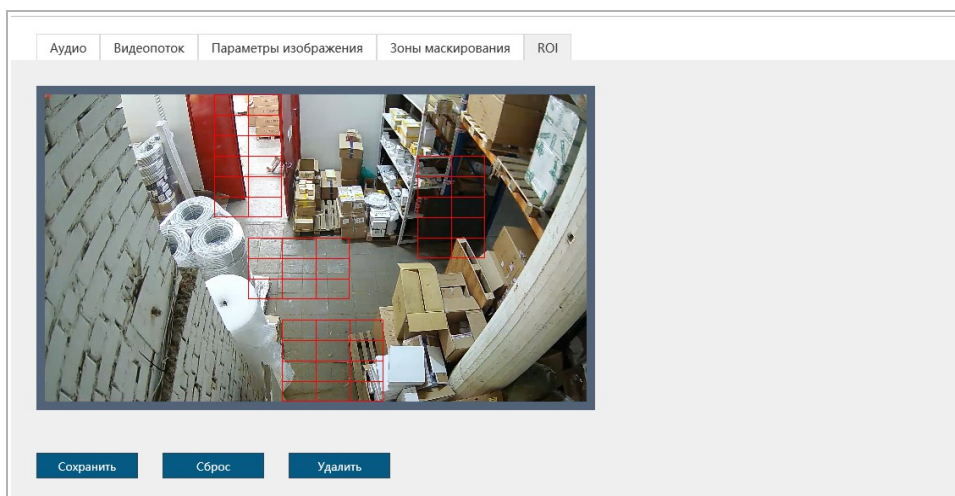 Аудио Видеопоток Параметры изображения Зоны маскирования ROI
Сохранить Сброс Удалить